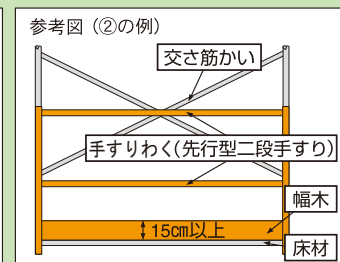 参考図（②の例）
交さ筋かい
手すりわく(先行型二段手すり)
幅木
15㎝以上
床材